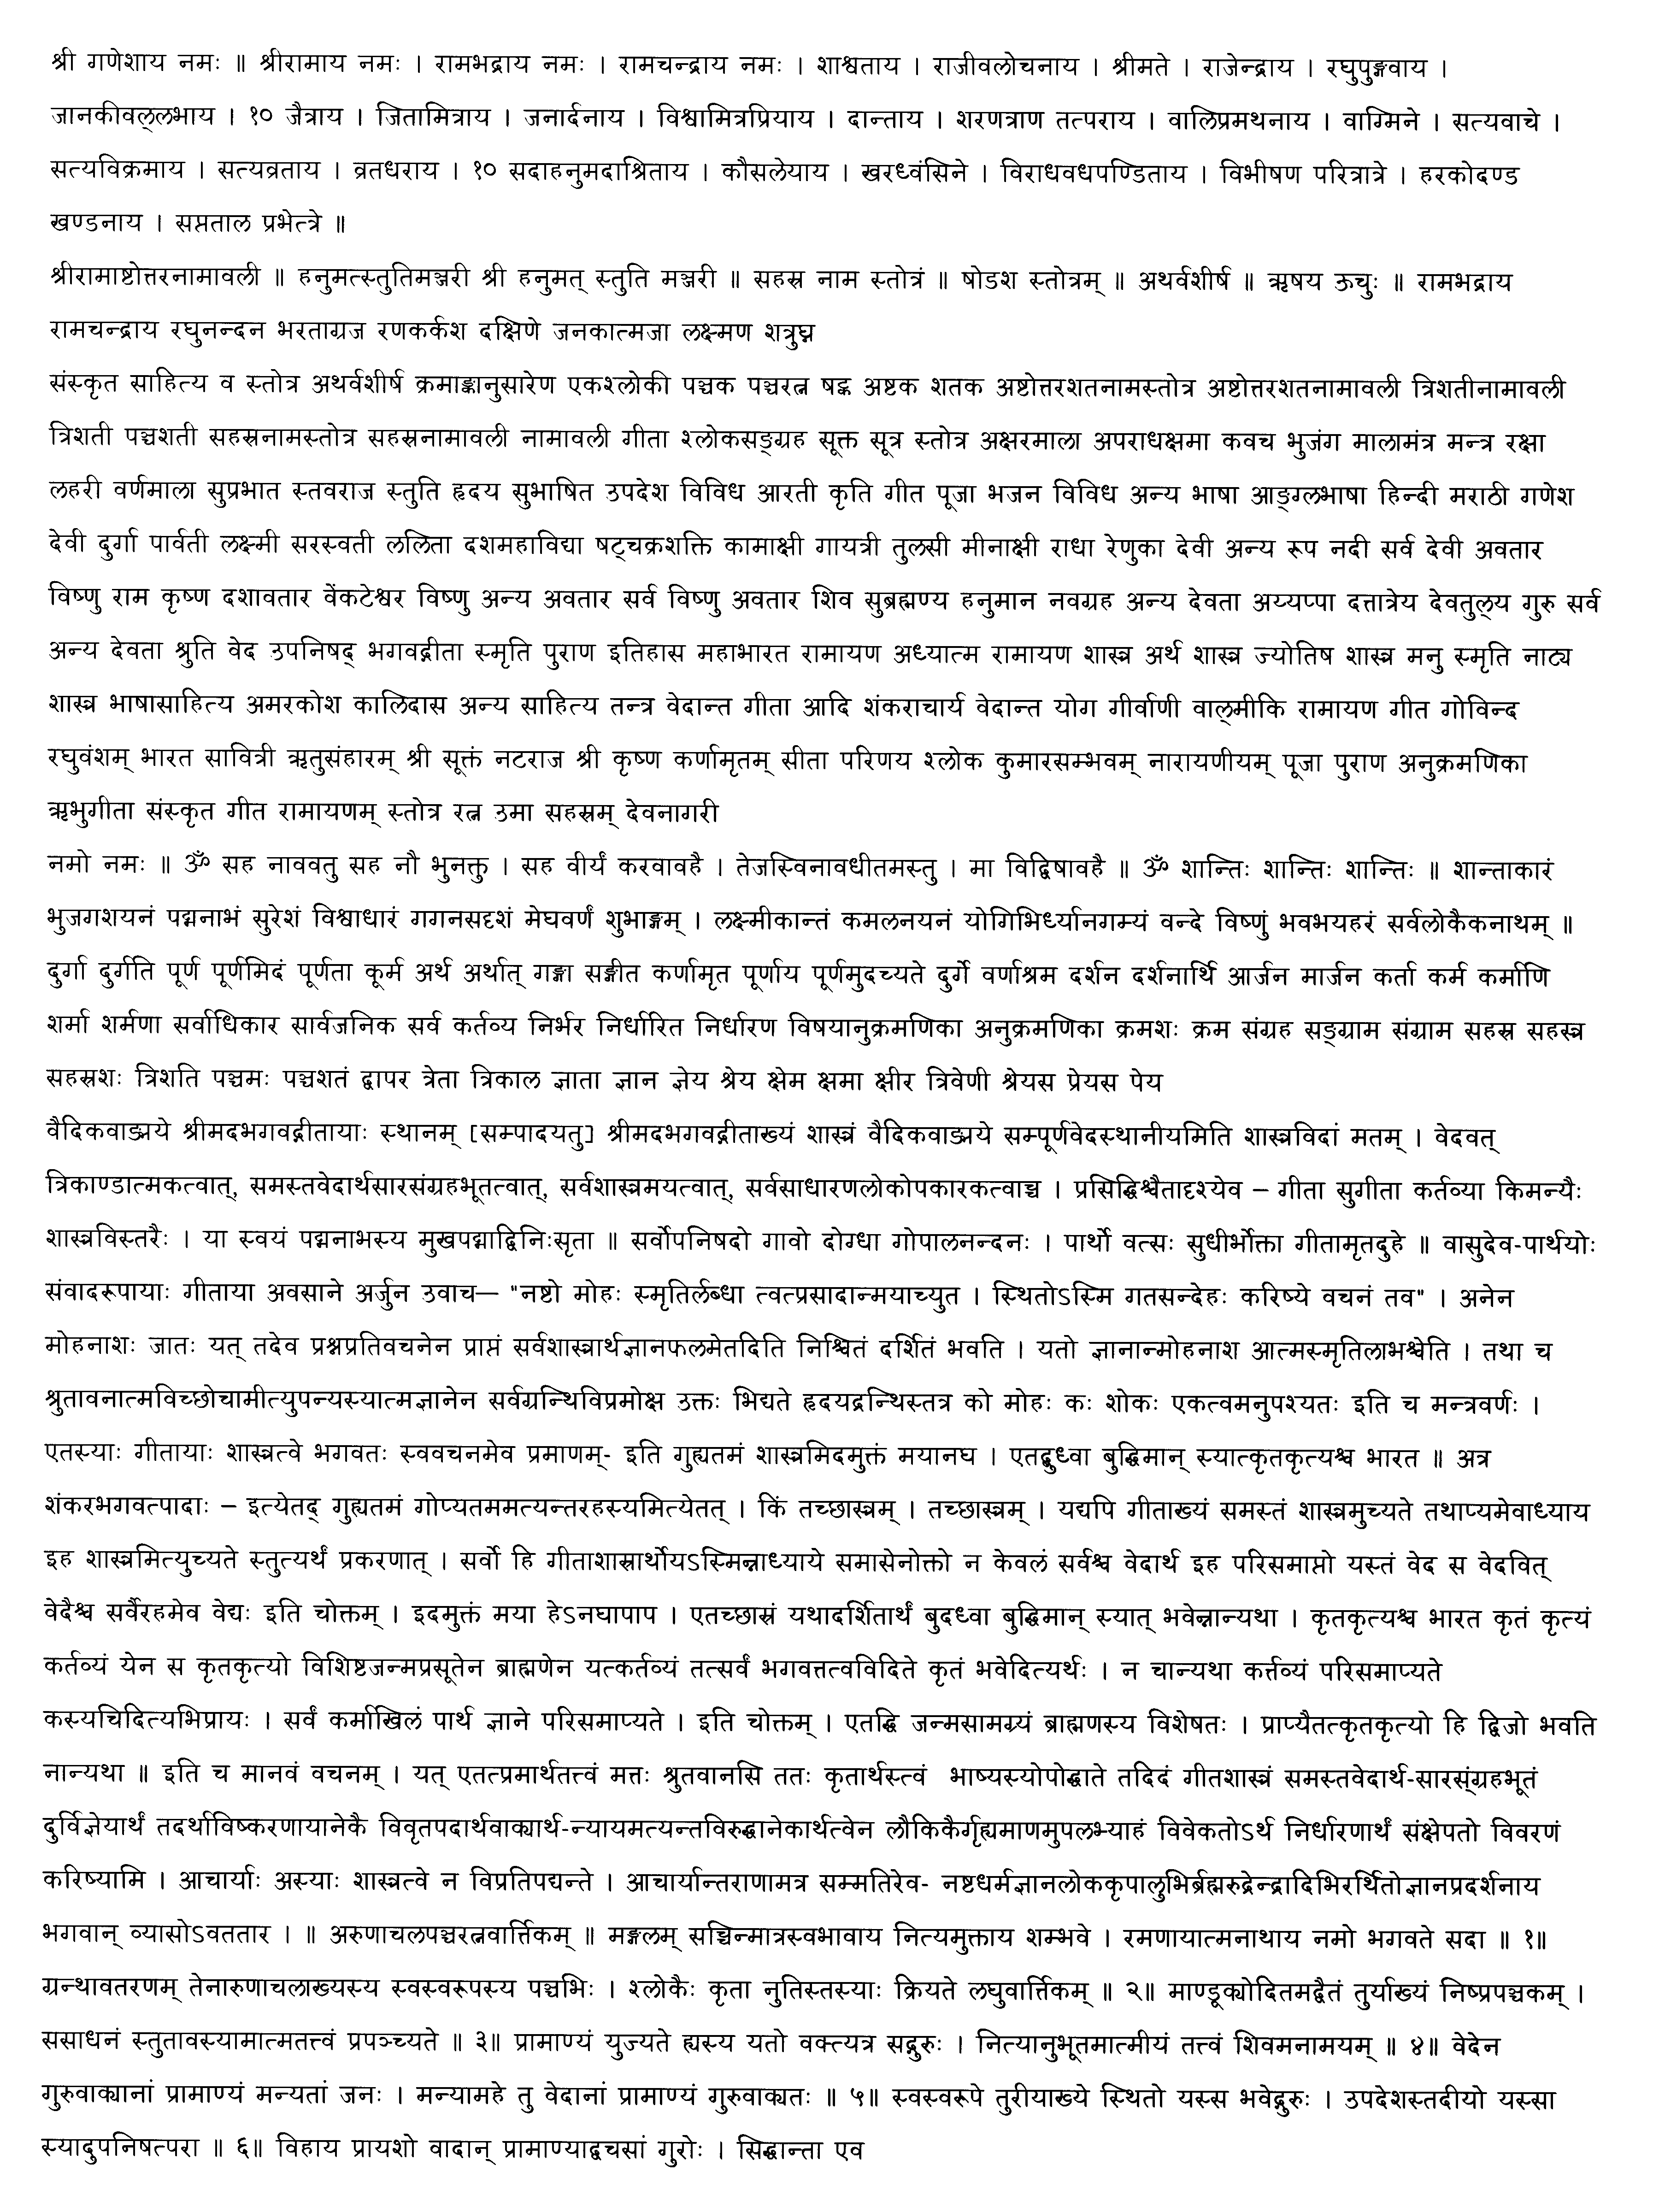 श्री गणेशाय नमः ॥ श्रीरामाय नमः । रामभद्राय नमः । रामचन्द्राय नमः । शाश्वताय । राजीवलोचनाय । श्रीमते । राजेन्द्राय । रघुपुङ्गवाय ।
जानकीवल्लभाय । १० जैत्राय । जितामित्राय । जनार्दनाय । विश्वामित्रप्रियाय । दान्ताय । शरणत्राण तत्पराय । वालिप्रमथनाय । वाग्मिने । सत्यवाचे ।
सत्यविक्रमाय । सत्यव्रताय । व्रतधराय । १० सदाहनुमदाश्रिताय । कौसलेयाय । खरध्वंसिने । विराधवधपण्डिताय । विभीषण परित्रात्रे । हरकोदण्ड
खण्डनाय । सप्तताल प्रभेत्त्रे ॥
श्रीरामाष्टोत्तरनामावली ॥ हनुमत्स्तुतिमञ्जरी श्री हनुमत् स्तुति मञ्जरी ॥ सहस्र नाम स्तोत्रं ॥ षोडश स्तोत्रम् ॥ अथर्वशीर्ष ॥ ऋषय ऊचुः ॥ रामभद्राय
रामचन्द्राय रघुनन्दन भरताग्रज रणकर्कश दक्षिणे जनकात्मजा लक्ष्मण शत्रुघ्न
संस्कृत साहित्य व स्तोत्र अथर्वशीर्ष क्रमाङ्कानुसारेण एकश्लोकी पञ्चक पञ्चरत्न षट्क अष्टक शतक अष्टोत्तरशतनामस्तोत्र अष्टोत्तरशतनामावली त्रिशतीनामावली
त्रिशती पञ्चशती सहस्रनामस्तोत्र सहस्रनामावली नामावली गीता श्लोकसङ्ग्रह सूक्त सूत्र स्तोत्र अक्षरमाला अपराधक्षमा कवच भुजंग मालामंत्र मन्त्र रक्षा
लहरी वर्णमाला सुप्रभात स्तवराज स्तुति हृदय सुभाषित उपदेश विविध आरती कृति गीत पूजा भजन विविध अन्य भाषा आङ्ग्लभाषा हिन्दी मराठी गणेश
देवी दुर्गा पार्वती लक्ष्मी सरस्वती ललिता दशमहाविद्या षट्चक्रशक्ति कामाक्षी गायत्री तुलसी मीनाक्षी राधा रेणुका देवी अन्य रूप नदी सर्व देवी अवतार
विष्णु राम कृष्ण दशावतार वेंकटेश्वर विष्णु अन्य अवतार सर्व विष्णु अवतार शिव सुब्रह्मण्य हनुमान नवग्रह अन्य देवता अय्यप्पा दत्तात्रेय देवतुल्य गुरु सर्व
अन्य देवता श्रुति वेद उपनिषद् भगवद्गीता स्मृति पुराण इतिहास महाभारत रामायण अध्यात्म रामायण शास्त्र अर्थ शास्त्र ज्योतिष शास्त्र मनु स्मृति नाट्य
शास्त्र भाषासाहित्य अमरकोश कालिदास अन्य साहित्य तन्त्र वेदान्त गीता आदि शंकराचार्य वेदान्त योग गीर्वाणी वाल्मीकि रामायण गीत गोविन्द
रघुवंशम् भारत सावित्री ऋतुसंहारम् श्री सूक्तं नटराज श्री कृष्ण कर्णामृतम् सीता परिणय श्लोक कुमारसम्भवम् नारायणीयम् पूजा पुराण अनुक्रमणिका
ऋभुगीता संस्कृत गीत रामायणम् स्तोत्र रत्न उमा सहस्रम् देवनागरी
नमो नमः ॥ ॐ सह नाववतु सह नौ भुनक्तु । सह वीर्यं करवावहै । तेजस्विनावधीतमस्तु । मा विद्विषावहै ॥ ॐ शान्तिः शान्तिः शान्तिः ॥ शान्ताकारं
भुजगशयनं पद्मनाभं सुरेशं विश्वाधारं गगनसदृशं मेघवर्णं शुभाङ्गम् । लक्ष्मीकान्तं कमलनयनं योगिभिर्ध्यानगम्यं वन्दे विष्णुं भवभयहरं सर्वलोकैकनाथम् ॥
दुर्गा दुर्गति पूर्ण पूर्णमिदं पूर्णता कूर्म अर्थ अर्थात् गङ्गा सङ्गीत कर्णामृत पूर्णाय पूर्णमुदच्यते दुर्गे वर्णाश्रम दर्शन दर्शनार्थि आर्जन मार्जन कर्ता कर्म कर्माणि
शर्मा शर्मणा सर्वाधिकार सार्वजनिक सर्व कर्तव्य निर्भर निर्धारित निर्धारण विषयानुक्रमणिका अनुक्रमणिका क्रमशः क्रम संग्रह सङ्ग्राम संग्राम सहस्र सहस्त्र
सहस्रशः त्रिशति पञ्चमः पञ्चशतं द्वापर त्रेता त्रिकाल ज्ञाता ज्ञान ज्ञेय श्रेय क्षेम क्षमा क्षीर त्रिवेणी श्रेयस प्रेयस पेय
वैदिकवाङ्मये श्रीमदभगवद्गीतायाः स्थानम् [सम्पादयतु] श्रीमदभगवद्गीताख्यं शास्त्रं वैदिकवाङ्मये सम्पूर्णवेदस्थानीयमिति शास्त्रविदां मतम् । वेदवत्
त्रिकाण्डात्मकत्वात्, समस्तवेदार्थसारसंग्रहभूतत्वात्, सर्वशास्त्रमयत्वात्, सर्वसाधारणलोकोपकारकत्वाच्च । प्रसिद्धिश्चैतादृश्येव – गीता सुगीता कर्तव्या किमन्यैः
शास्त्रविस्तरैः । या स्वयं पद्मनाभस्य मुखपद्माद्विनिःसृता ॥ सर्वोपनिषदो गावो दोग्धा गोपालनन्दनः । पार्थो वत्सः सुधीर्भोक्ता गीतामृतदुहे ॥ वासुदेव-पार्थयोः
संवादरूपायाः गीताया अवसाने अर्जुन उवाच— "नष्टो मोहः स्मृतिर्लब्धा त्वत्प्रसादान्मयाच्युत । स्थितोऽस्मि गतसन्देहः करिष्ये वचनं तव" । अनेन
मोहनाशः जातः यत् तदेव प्रश्नप्रतिवचनेन प्राप्तं सर्वशास्त्रार्थज्ञानफलमेतदिति निश्चितं दर्शितं भवति । यतो ज्ञानान्मोहनाश आत्मस्मृतिलाभश्चेति । तथा च
श्रुतावनात्मविच्छोचामीत्युपन्यस्यात्मज्ञानेन सर्वग्रन्थिविप्रमोक्ष उक्तः भिद्यते हृदयद्रन्थिस्तत्र को मोहः कः शोकः एकत्वमनुपश्यतः इति च मन्त्रवर्णः ।
एतस्याः गीतायाः शास्त्रत्वे भगवतः स्ववचनमेव प्रमाणम्- इति गुह्यतमं शास्त्रमिदमुक्तं मयानघ । एतद्बुध्वा बुद्धिमान् स्यात्कृतकृत्यश्च भारत ॥ अत्र
शंकरभगवत्पादाः – इत्येतद् गुह्यतमं गोप्यतममत्यन्तरहस्यमित्येतत् । किं तच्छास्त्रम् । तच्छास्त्रम् । यद्यपि गीताख्यं समस्तं शास्त्रमुच्यते तथाप्यमेवाध्याय
इह शास्त्रमित्युच्यते स्तुत्यर्थं प्रकरणात् । सर्वो हि गीताशास्रार्थोयऽस्मिन्नाध्याये समासेनोक्तो न केवलं सर्वश्च वेदार्थ इह परिसमाप्तो यस्तं वेद स वेदवित्
वेदैश्च सर्वैरहमेव वेद्यः इति चोक्तम् । इदमुक्तं मया हेऽनघापाप । एतच्छास्रं यथादर्शितार्थं बुदध्वा बुद्धिमान् स्यात् भवेन्नान्यथा । कृतकृत्यश्च भारत कृतं कृत्यं
कर्तव्यं येन स कृतकृत्यो विशिष्टजन्मप्रसूतेन ब्राह्मणेन यत्कर्तव्यं तत्सर्वं भगवत्तत्वविदिते कृतं भवेदित्यर्थः । न चान्यथा कर्त्तव्यं परिसमाप्यते
कस्यचिदित्यभिप्रायः । सर्वं कर्माखिलं पार्थ ज्ञाने परिसमाप्यते । इति चोक्तम् । एतद्धि जन्मसामग्र्यं ब्राह्मणस्य विशेषतः । प्राप्यैतत्कृतकृत्यो हि द्विजो भवति
नान्यथा ॥ इति च मानवं वचनम् । यत् एतत्प्रमार्थतत्त्वं मत्तः श्रुतवानसि ततः कृतार्थस्त्वं भाष्यस्योपोद्घाते तदिदं गीतशास्त्रं समस्तवेदार्थ-सारस्ंग्रहभूतं
दुर्विज्ञेयार्थं तदर्थाविष्करणायानेकै विवृतपदार्थवाक्यार्थ-न्यायमत्यन्तविरुद्धानेकार्थत्वेन लौकिकैर्गृह्यमाणमुपलभ्याहं विवेकतोऽर्थ निर्धारणार्थं संक्षेपतो विवरणं
करिष्यामि । आचार्याः अस्याः शास्त्रत्वे न विप्रतिपद्यन्ते । आचार्यान्तराणामत्र सम्मतिरेव- नष्टधर्मज्ञानलोककृपालुभिर्ब्रह्मरुद्रेन्द्रादिभिरर्थितोज्ञानप्रदर्शनाय
भगवान् व्यासोऽवततार । ॥ अरुणाचलपञ्चरत्नवार्त्तिकम् ॥ मङ्गलम् सच्चिन्मात्रस्वभावाय नित्यमुक्ताय शम्भवे । रमणायात्मनाथाय नमो भगवते सदा ॥ १॥
ग्रन्थावतरणम् तेनारुणाचलाख्यस्य स्वस्वरूपस्य पञ्चभिः । श्लोकैः कृता नुतिस्तस्याः क्रियते लघुवार्त्तिकम् ॥ २॥ माण्डूक्योदितमद्वैतं तुर्याख्यं निष्प्रपञ्चकम् ।
ससाधनं स्तुतावस्यामात्मतत्त्वं प्रपञ्च्यते ॥ ३॥ प्रामाण्यं युज्यते ह्यस्य यतो वक्त्यत्र सद्गुरुः । नित्यानुभूतमात्मीयं तत्त्वं शिवमनामयम् ॥ ४॥ वेदेन
गुरुवाक्यानां प्रामाण्यं मन्यतां जनः । मन्यामहे तु वेदानां प्रामाण्यं गुरुवाक्यतः ॥ ५॥ स्वस्वरूपे तुरीयाख्ये स्थितो यस्स भवेद्गुरुः । उपदेशस्तदीयो यस्सा
स्यादुपनिषत्परा ॥ ६॥ विहाय प्रायशो वादान् प्रामाण्याद्वचसां गुरोः । सिद्धान्ता एव